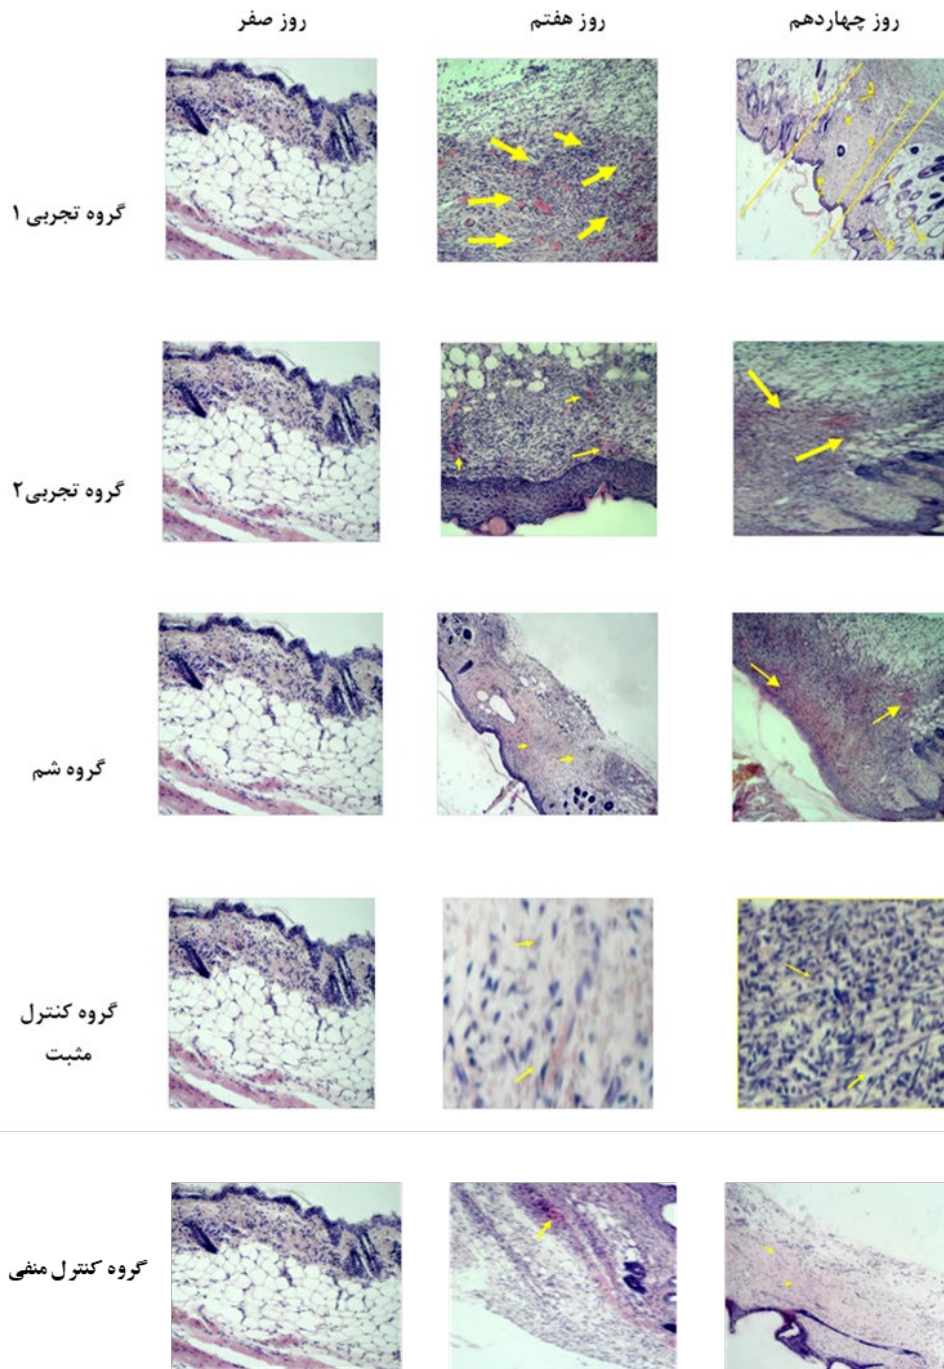 روز صفر
روز هفتم
روز چهاردهم
گروه تجربی ۱
گروه تجربی۲
گروه شم
گروه کنترل
مثبت
گروه کنترل منفی